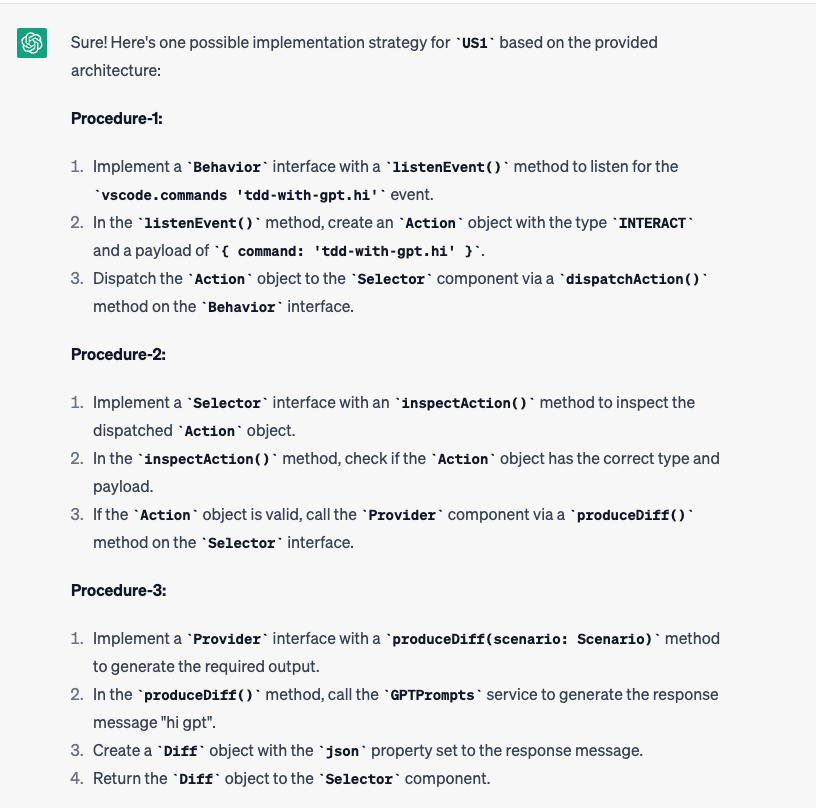 Sure! Here's one possible implementation strategy for `US1` based on the provided
architecture:
Procedure-1:
1. Implement a `Behavior` interface with a `listenEvent()` method to listen for the
`vscode.commands 'tdd-with-gpt.hi'` event.
2. In the `listenEvent()` method, create an `Action` object with the type `INTERACT`
and a payload of `{ command: 'tdd-with-gpt.hi' }`.
3. Dispatch the `Action` object to the `Selector` component via a `dispatchAction()`
method on the `Behavior` interface.
Procedure-2:
1. Implement a `Selector` interface with an `inspectAction()` method to inspect the
dispatched `Action` object.
2. In the `inspectAction()` method, check if the `Action` object has the correct type and
payload.
3. If the `Action` object is valid, call the `Provider` component via a `produceDiff()`
method on the `Selector` interface.
Procedure-3:
1. Implement a `Provider` interface with a `produceDiff(scenario: Scenario)` method
to generate the required output.
2. In the `produceDiff()` method, call the `GPTPrompts` service to generate the response
message "hi gpt".
3. Create a `Diff` object with the `json` property set to the response message.
4. Return the `Diff` object to the `Selector` component.